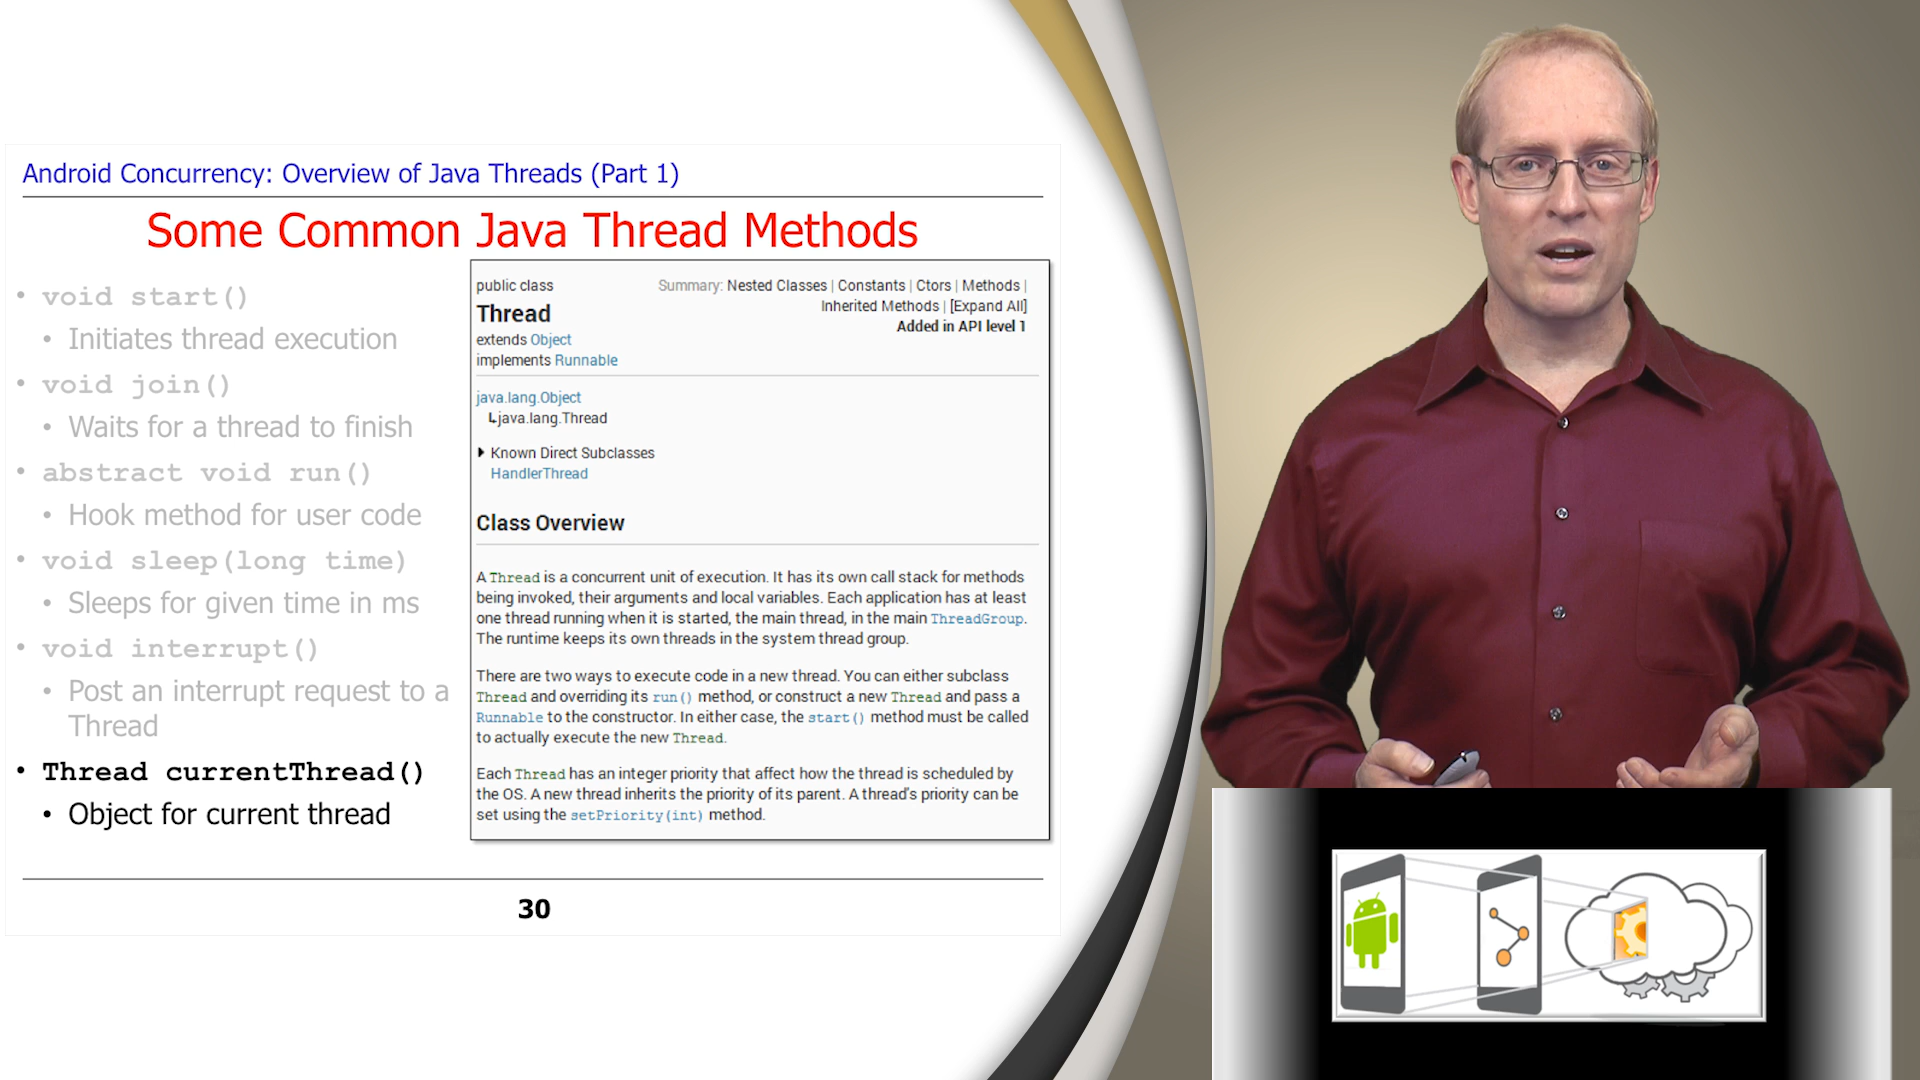 Android Concurrency: Overview of Java Threads (Part 1)
Some Common Java Thread Methods
• void start()
• Initiates thread execution
• void join()
• Waits for a thread to finish
• abstract void run()
• Hook method for user code
• void sleep(long time)
• Sleeps for given time in ms
• void interrupt()
• Post an interrupt request to a
Thread
• Thread currentThread()
• Object for current thread
public class
Thread
extends Object
implements Runnable
Summary: Nested Classes | Constants | Ctors | Methods |
Inherited Methods | [Expand All]
Added in API level 1
java.lang.Object
↳java.lang.Thread
Known Direct Subclasses
HandlerThread
Class Overview
A Thread is a concurrent unit of execution. It has its own call stack for methods
being invoked, their arguments and local variables. Each application has at least
one thread running when it is started, the main thread, in the main ThreadGroup.
The runtime keeps its own threads in the system thread group.
There are two ways to execute code in a new thread. You can either subclass
Thread and overriding its run() method, or construct a new Thread and pass a
Runnable to the constructor. In either case, the start() method must be called
to actually execute the new Thread.
Each Thread has an integer priority that affect how the thread is scheduled by
the OS. A new thread inherits the priority of its parent. A thread's priority can be
set using the setPriority(int) method.
30